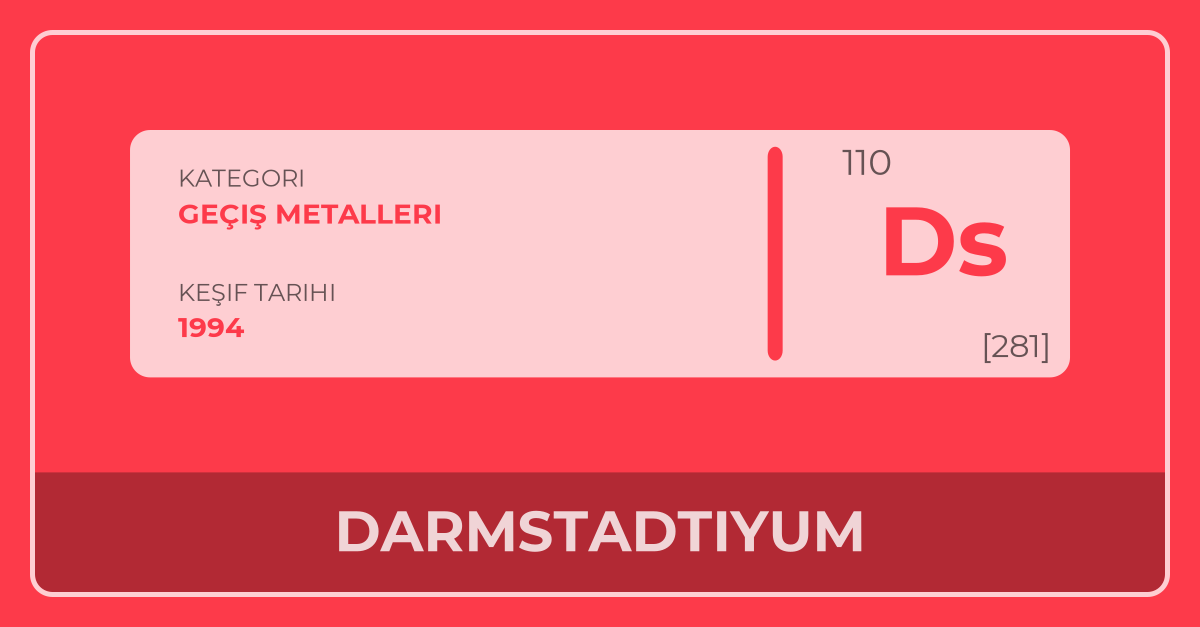 KATEGORI
GEÇIŞ METALLERI
KEŞIF TARIHI
1994
110
Ds
[281]
DARMSTADTIYUM